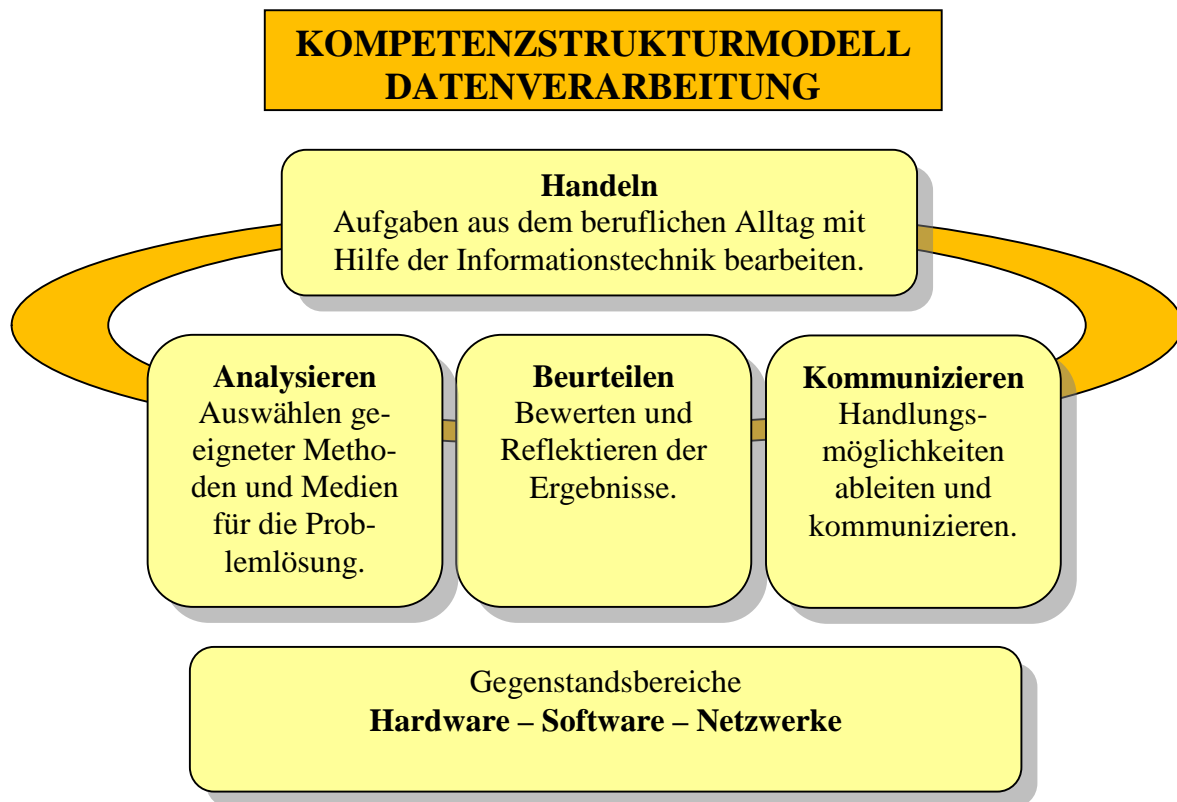 KOMPETENZSTRUKTURMODELL
DATENVERARBEITUNG
Handeln
Aufgaben aus dem beruflichen Alltag mit
Hilfe der Informationstechnik bearbeiten.
Analysieren
Auswählen ge-
eigneter Metho-
den und Medien
für die Prob-
lemlösung.
Beurteilen
Bewerten und
Reflektieren der
Ergebnisse.
Kommunizieren
Handlungs-
möglichkeiten
ableiten und
kommunizieren.
Gegenstandsbereiche
Hardware – Software – Netzwerke